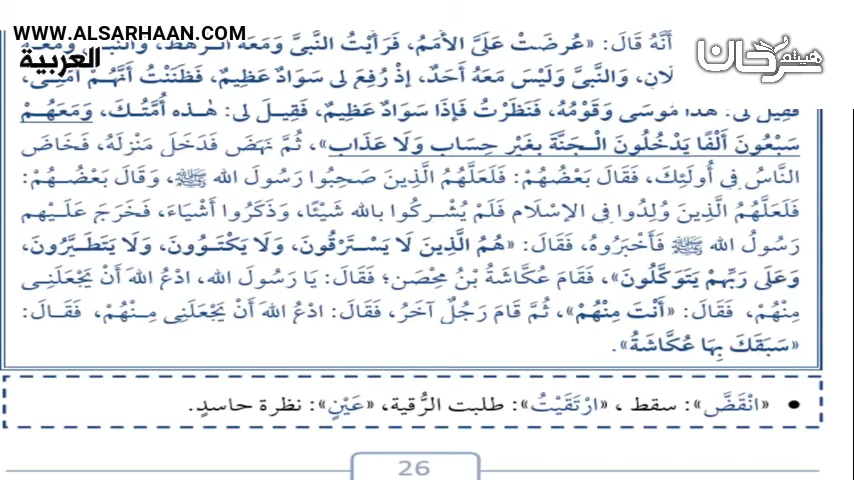 WWW.ALSARHAAN.COM
العربية
هيثم سرحان
أَنَّهُ قَالَ: «عُرِضَتْ عَلَيَّ الأُمَمُ، فَرَأَيْتُ النَّبِيَّ وَمَعَهُ الرَّهْطُ، وَالنَّبِيَّ وَمَعَهُ
لَانِ، وَالنَّبِيَّ وَلَيْسَ مَعَهُ أَحَدٌ، إِذْ رُفِعَ لِي سَوَادٌ عَظِيمٌ، فَظَنَنْتُ أَنَّهُمْ أُمَّتِي،
فَقِيلَ لِي: هَذَا مُوسَى وَقَوْمُهُ، فَنَظَرْتُ فَإِذَا سَوَادٌ عَظِيمٌ، فَقِيلَ لِي: هَٰذِهِ أُمَّتُكَ، وَمَعَهُمْ
سَبْعُونَ أَلْفًا يَدْخُلُونَ الْجَنَّةَ بِغَيْرِ حِسَابٍ وَلَا عَذَابٍ»، ثُمَّ نَهَضَ فَدَخَلَ مَنْزِلَهُ، فَخَاضَ
النَّاسُ فِي أُولَئِكَ، فَقَالَ بَعْضُهُمْ: فَلَعَلَّهُمُ الَّذِينَ صَحِبُوا رَسُولَ اللهِ ﷺ، وَقَالَ بَعْضُهُمْ:
فَلَعَلَّهُمُ الَّذِينَ وُلِدُوا فِي الإِسْلَامِ فَلَمْ يُشْرِكُوا بِاللهِ شَيْئًا، وَذَكَرُوا أَشْيَاءَ، فَخَرَجَ عَلَيْهِمْ
رَسُولُ اللهِ ﷺ فَأَخْبَرُوهُ، فَقَالَ: «هُمُ الَّذِينَ لَا يَسْتَرْقُونَ، وَلَا يَكْتَوُونَ، وَلَا يَتَطَيَّرُونَ،
وَعَلَى رَبِّهِمْ يَتَوَكَّلُونَ»، فَقَامَ عُكَّاشَةُ بْنُ مِحْصَنٍ؛ فَقَالَ: يَا رَسُولَ اللهِ، ادْعُ اللهَ أَنْ يَجْعَلَنِي
مِنْهُمْ، فَقَالَ: «أَنْتَ مِنْهُمْ»، ثُمَّ قَامَ رَجُلٌ آخَرُ، فَقَالَ: ادْعُ اللهَ أَنْ يَجْعَلَنِي مِنْهُمْ، فَقَالَ:
«سَبَقَكَ بِهَا عُكَّاشَةُ».
• «انْقَضَّ»: سقط ، «ارْتَقَيْتُ»: طلبت الرُّقية، «عَيْنٍ»: نظرة حاسدٍ.
26